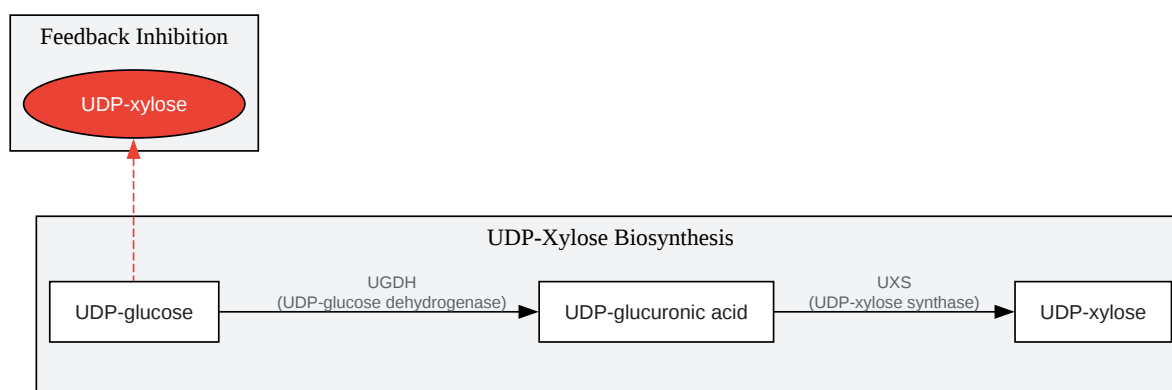 Feedback Inhibition
UDP-xylose
UDP-Xylose Biosynthesis
UGDH
(UDP-glucose dehydrogenase)
UXS
(UDP-xylose synthase)
UDP-glucose
UDP-glucuronic acid
UDP-xylose